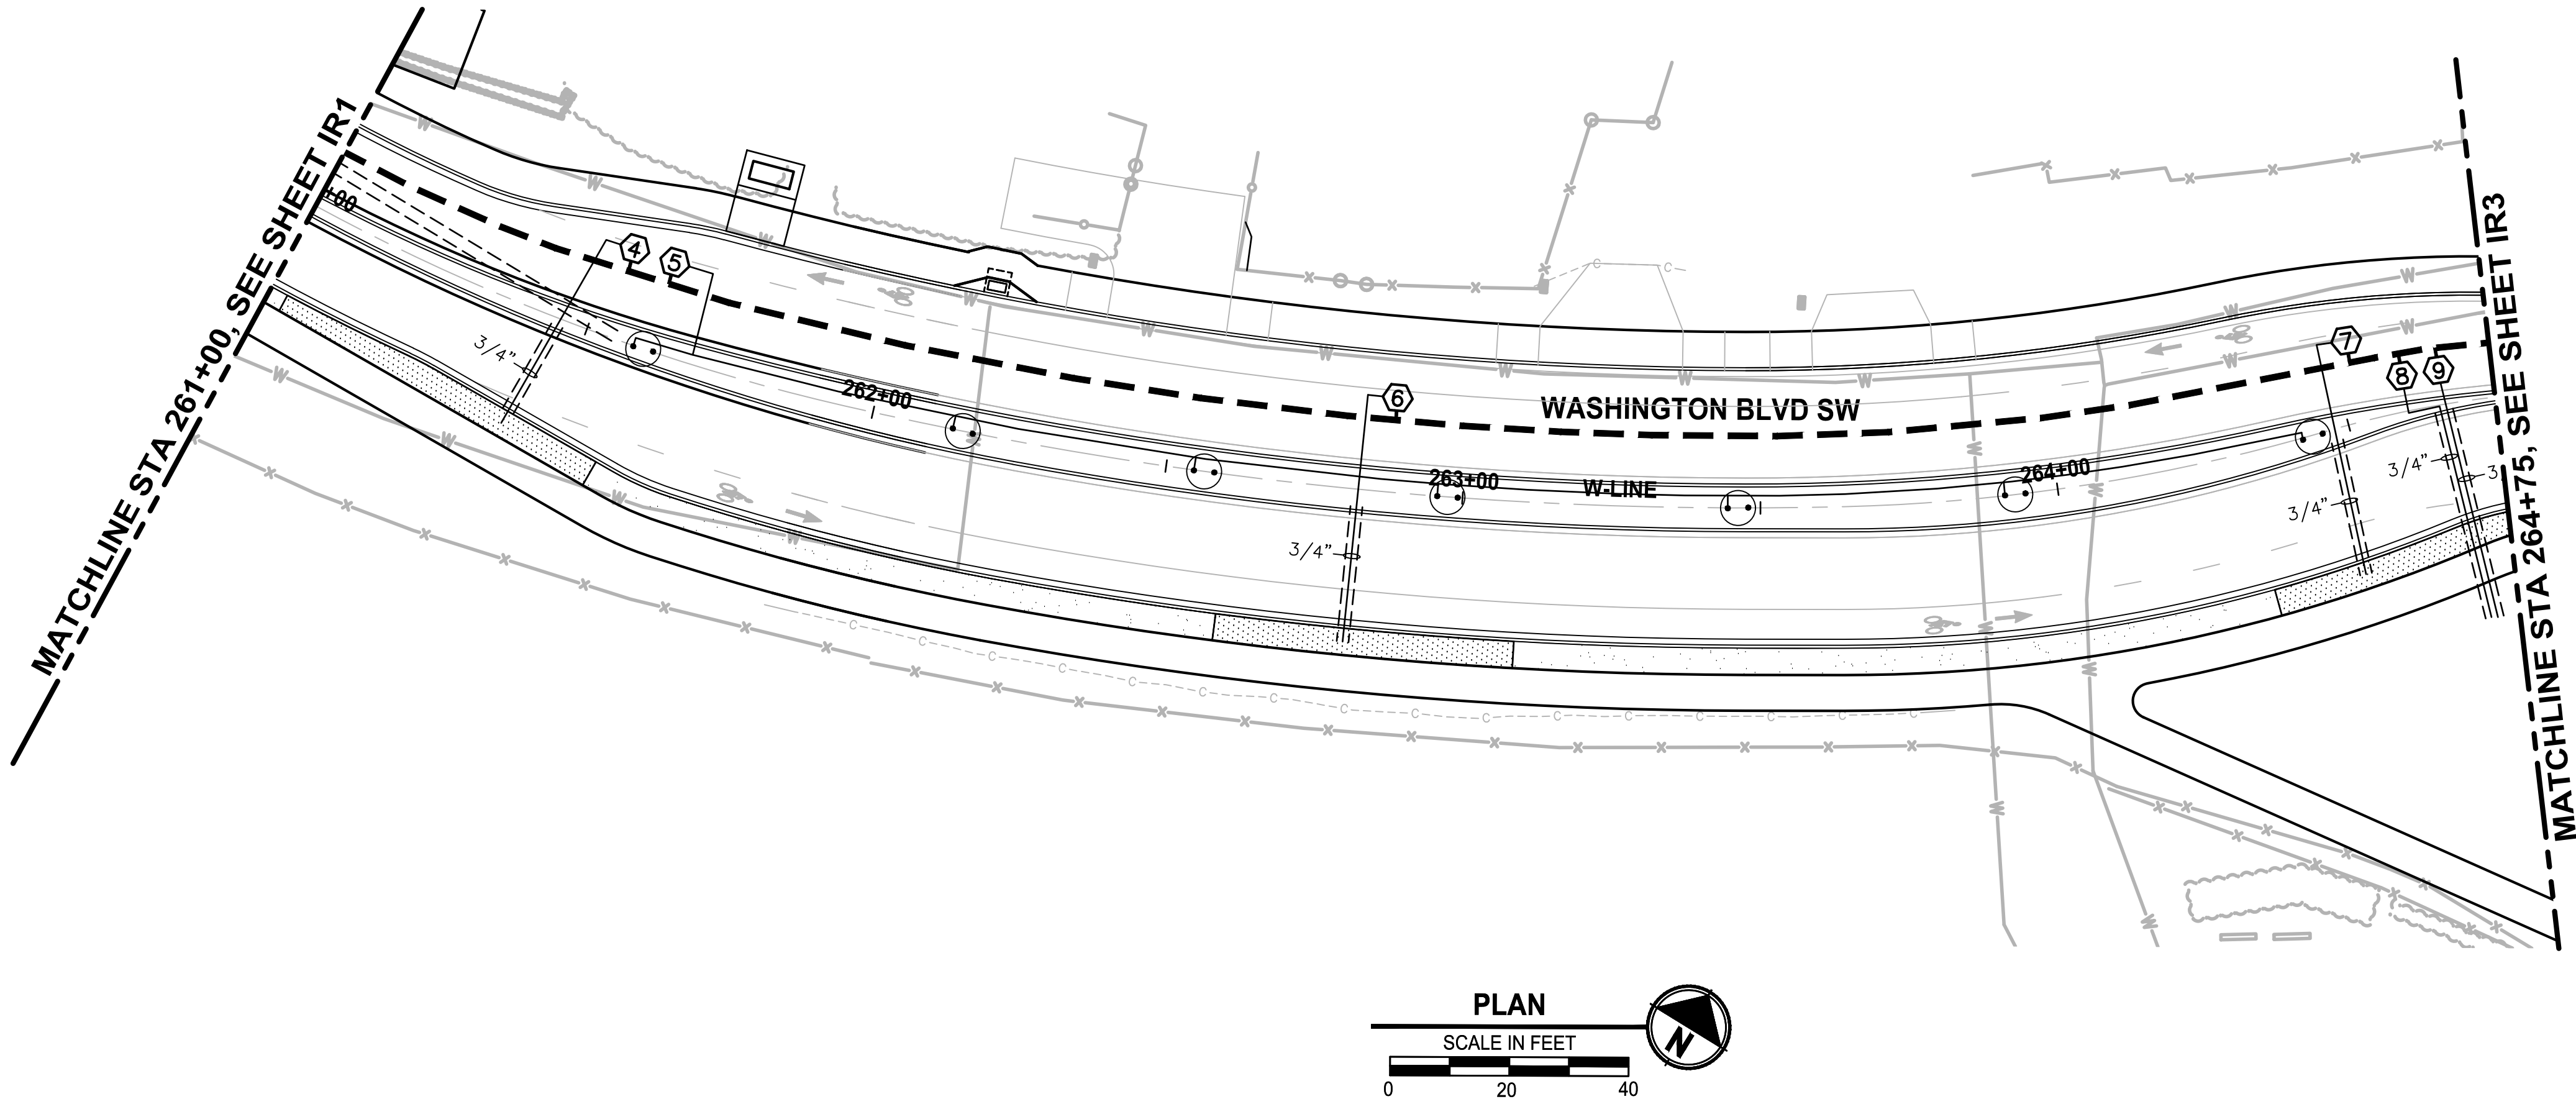 MATCHLINE STA 261+00, SEE SHEET IR1
+00
4
5
3/4"
262+00
6
3/4"
263+00
W-LINE
WASHINGTON BLVD SW
264+00
7
8
9
3/4"
3/4"
3
MATCHLINE STA 264+75, SEE SHEET IR3
PLAN
SCALE IN FEET
0 20 40
N